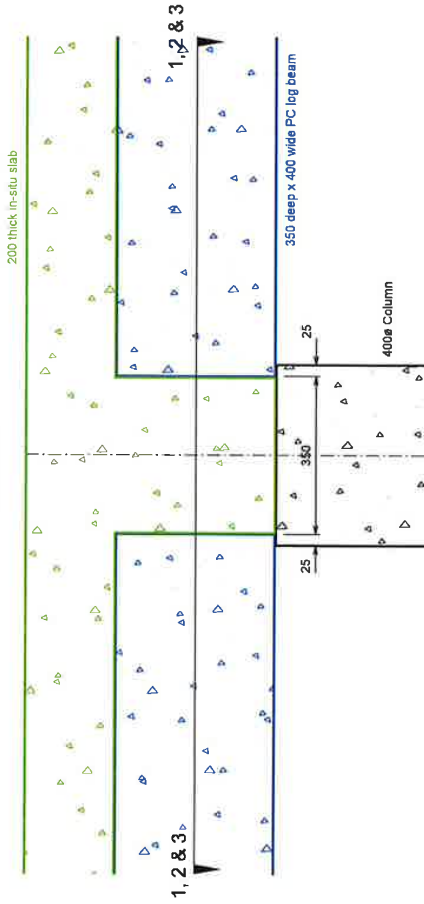 200 thick in-situ slab
1, 2 & 3
1, 2 & 3
350 deep x 400 wide PC log beam
25
350
25
400ø Column